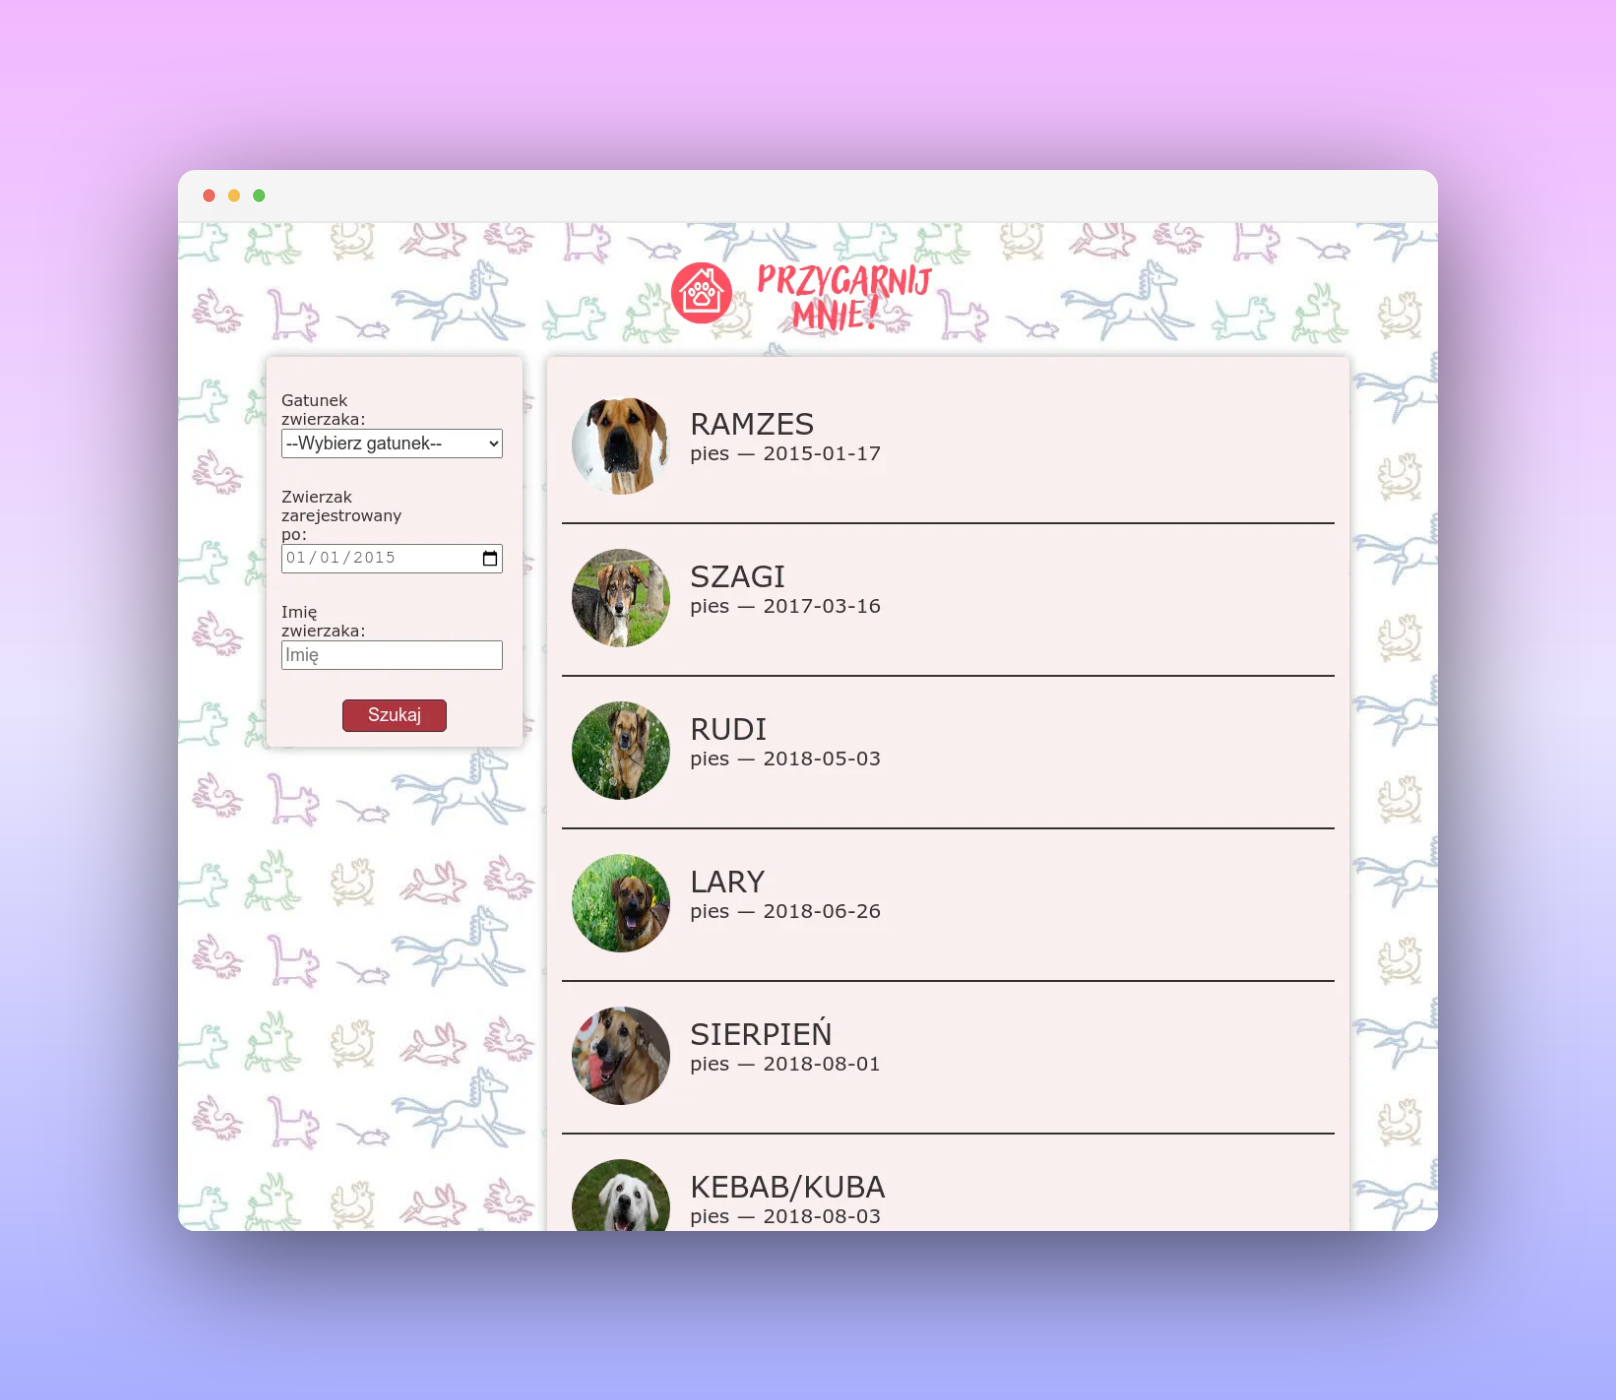 PRZYGARNIJ
MNIE!
Gatunek
zwierzaka:
--Wybierz gatunek--
Zwierzak
zarejestrowany
po:
01/01/2015
Imię
zwierzaka:
Imię
Szukaj
RAMZES
pies — 2015-01-17
SZAGI
pies — 2017-03-16
RUDI
pies — 2018-05-03
LARY
pies — 2018-06-26
SIERPIEŃ
pies — 2018-08-01
KEBAB/KUBA
pies — 2018-08-03